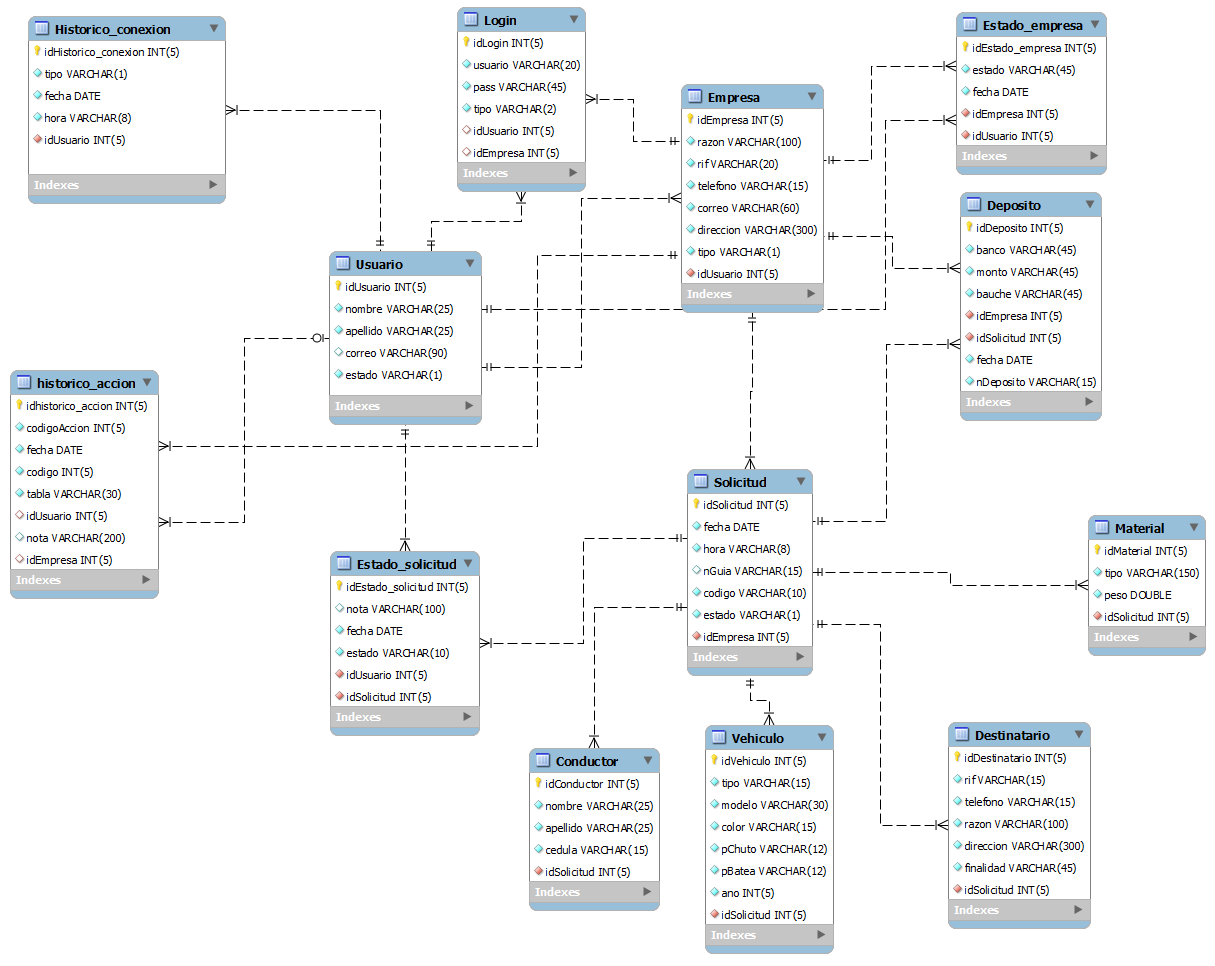 Historico_conexion
idHistorico_conexion INT(5)
tipo VARCHAR(1)
fecha DATE
hora VARCHAR(8)
idUsuario INT(5)
Indexes
Login
idLogin INT(5)
usuario VARCHAR(20)
pass VARCHAR(45)
tipo VARCHAR(2)
idUsuario INT(5)
idEmpresa INT(5)
Indexes
Empresa
idEmpresa INT(5)
razon VARCHAR(100)
rif VARCHAR(20)
telefono VARCHAR(15)
correo VARCHAR(60)
direccion VARCHAR(300)
tipo VARCHAR(1)
idUsuario INT(5)
Indexes
Estado_empresa
idEstado_empresa INT(5)
estado VARCHAR(45)
fecha DATE
idEmpresa INT(5)
idUsuario INT(5)
Indexes
Deposito
idDeposito INT(5)
banco VARCHAR(45)
monto VARCHAR(45)
bauche VARCHAR(45)
idEmpresa INT(5)
idSolicitud INT(5)
fecha DATE
nDeposito VARCHAR(15)
Indexes
Usuario
idUsuario INT(5)
nombre VARCHAR(25)
apellido VARCHAR(25)
correo VARCHAR(90)
estado VARCHAR(1)
Indexes
historico_accion
idhistorico_accion INT(5)
codigoAccion INT(5)
fecha DATE
codigo INT(5)
tabla VARCHAR(30)
idUsuario INT(5)
nota VARCHAR(200)
idEmpresa INT(5)
Indexes
Estado_solicitud
idEstado_solicitud INT(5)
nota VARCHAR(100)
fecha DATE
estado VARCHAR(10)
idUsuario INT(5)
idSolicitud INT(5)
Indexes
Solicitud
idSolicitud INT(5)
fecha DATE
hora VARCHAR(8)
nGuia VARCHAR(15)
codigo VARCHAR(10)
estado VARCHAR(1)
idEmpresa INT(5)
Indexes
Material
idMaterial INT(5)
tipo VARCHAR(150)
peso DOUBLE
idSolicitud INT(5)
Indexes
Conductor
idConductor INT(5)
nombre VARCHAR(25)
apellido VARCHAR(25)
cedula VARCHAR(15)
idSolicitud INT(5)
Indexes
Vehiculo
idVehiculo INT(5)
tipo VARCHAR(15)
modelo VARCHAR(30)
color VARCHAR(15)
pChuto VARCHAR(12)
pBatea VARCHAR(12)
ano INT(5)
idSolicitud INT(5)
Indexes
Destinatario
idDestinatario INT(5)
rif VARCHAR(15)
telefono VARCHAR(15)
razon VARCHAR(100)
direccion VARCHAR(300)
finalidad VARCHAR(45)
idSolicitud INT(5)
Indexes